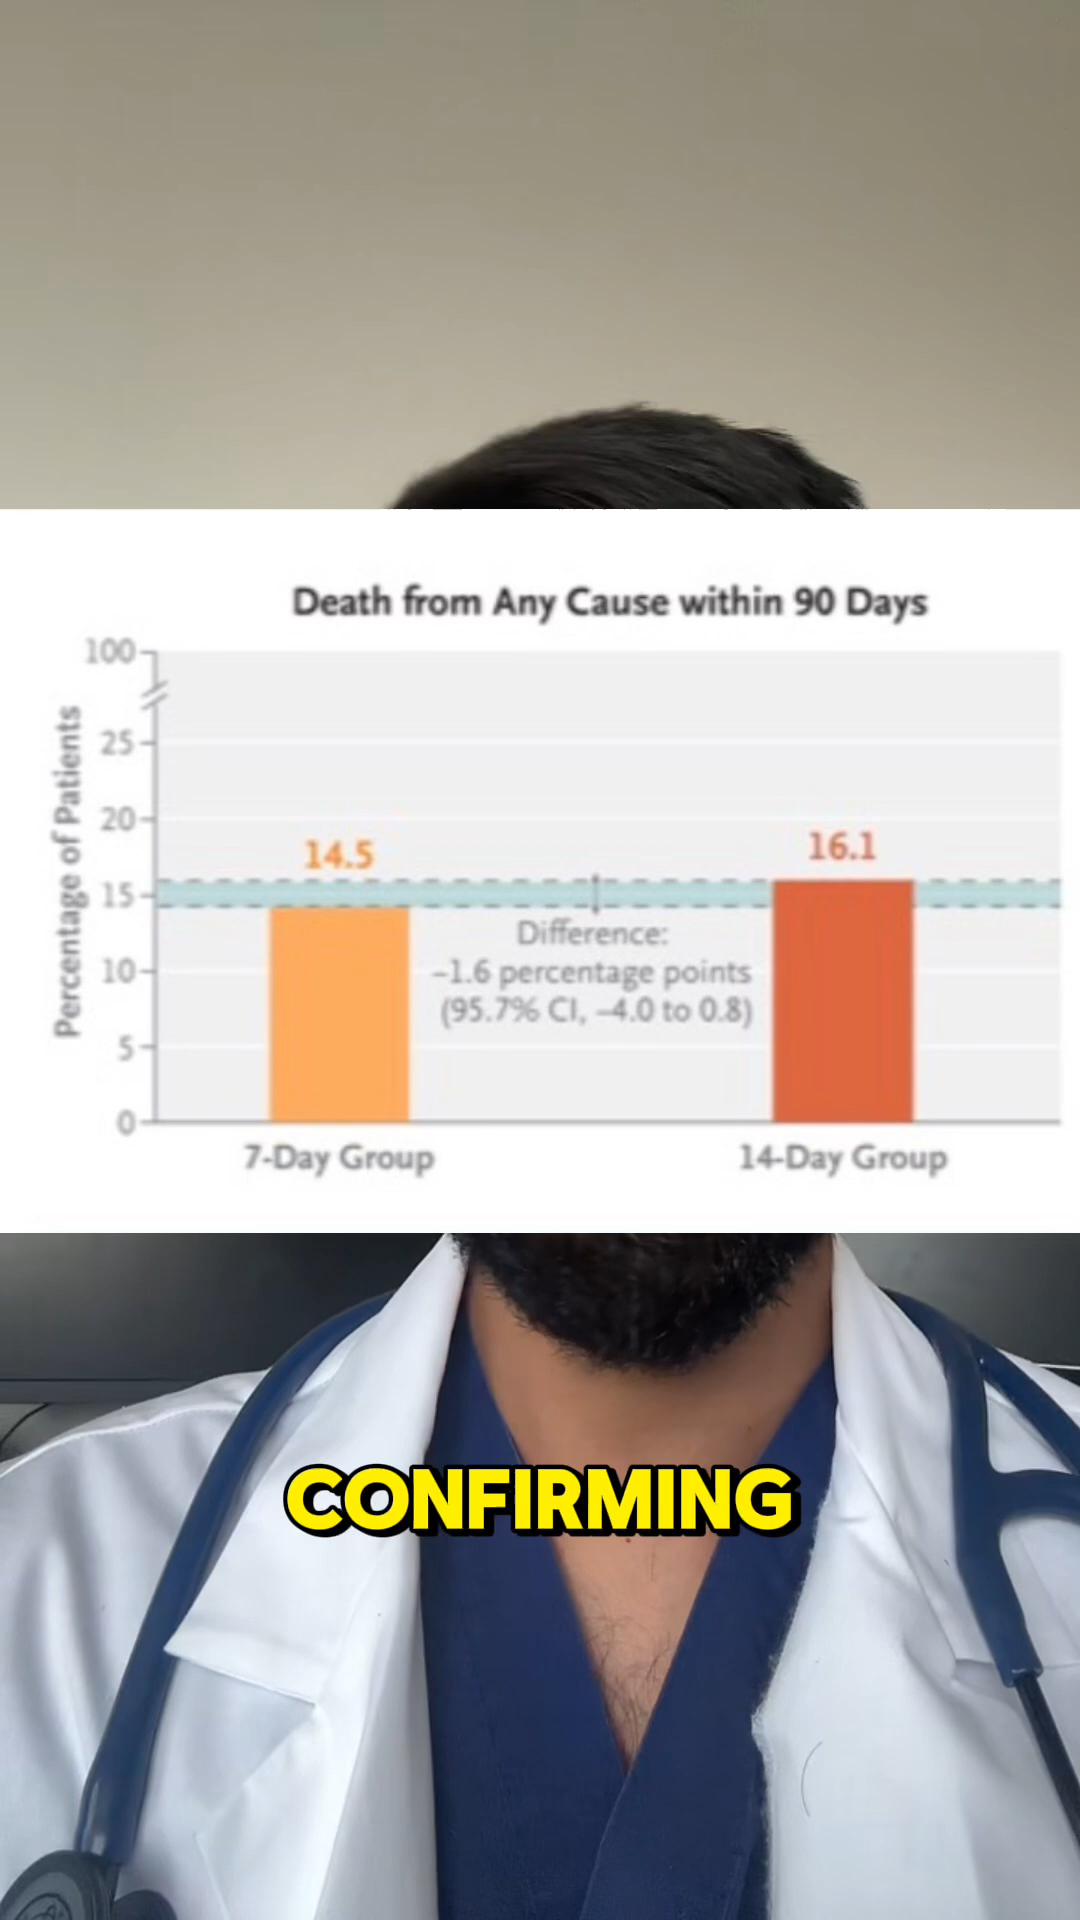 Death from Any Cause within 90 Days
Percentage of Patients
100
25
20
15
10
5
0
14.5
16.1
Difference:
–1.6 percentage points
(95.7% CI, –4.0 to 0.8)
7-Day Group
14-Day Group
CONFIRMING